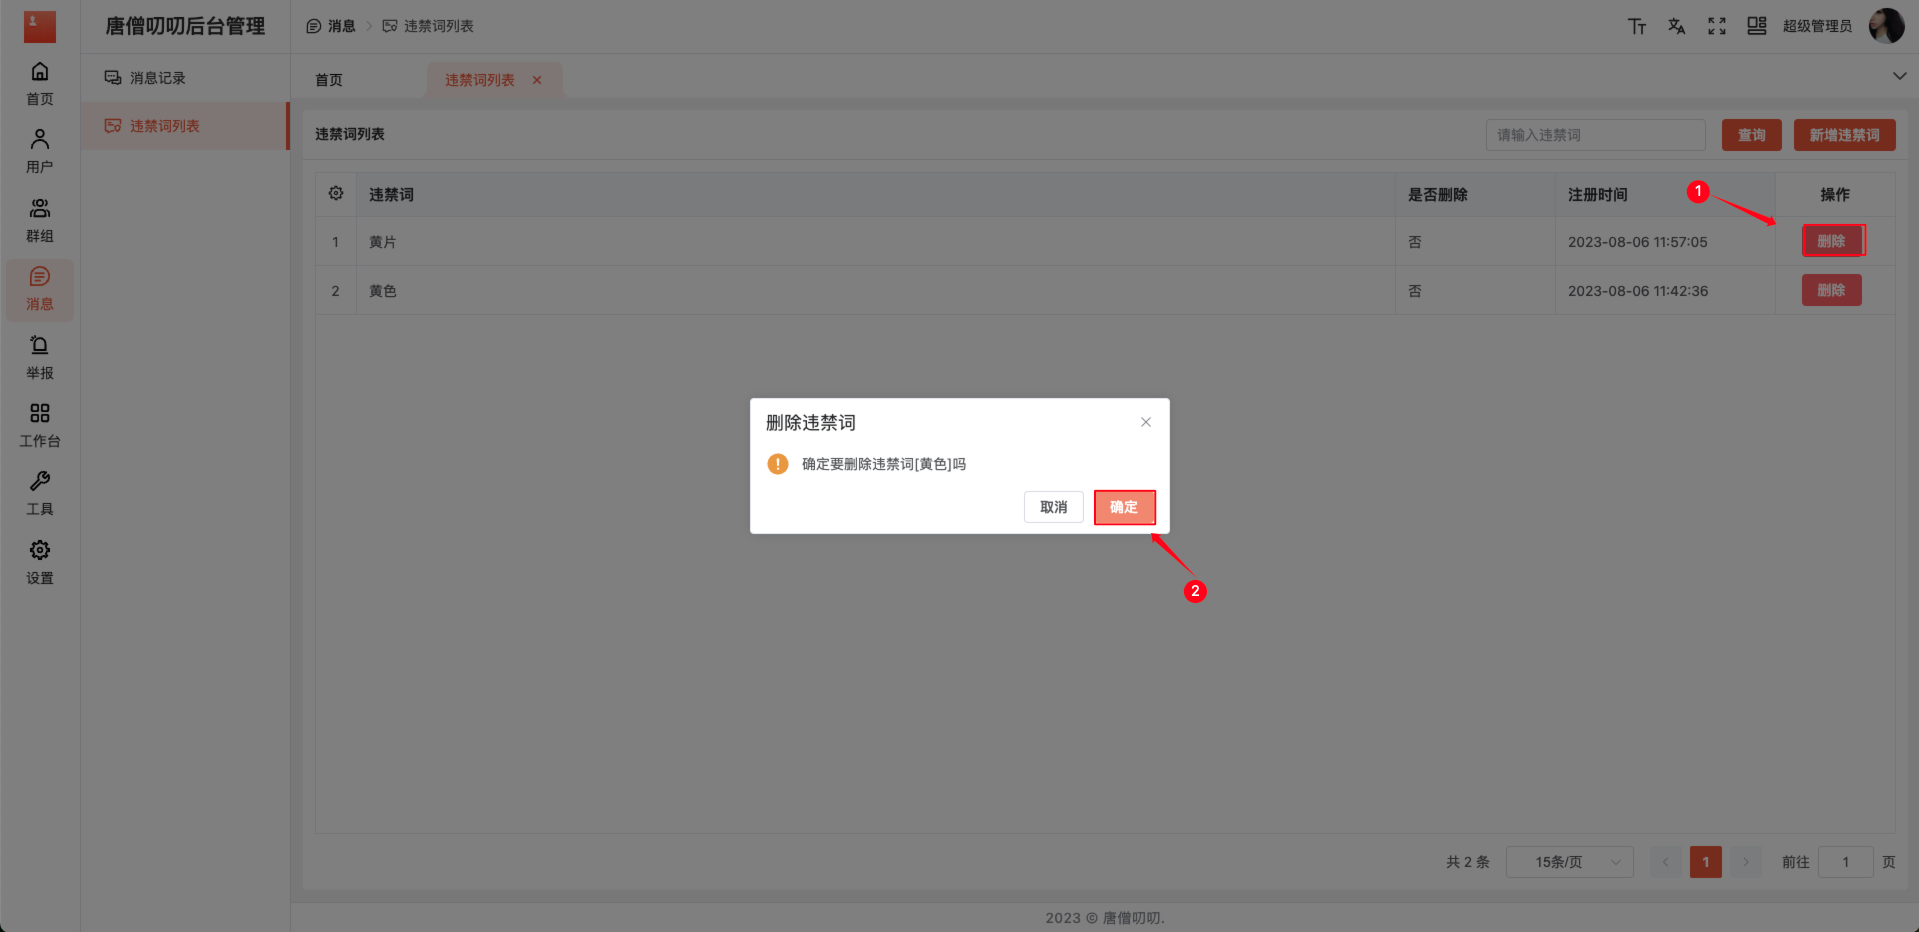 唐僧叨叨后台管理
消息
违禁词列表
超级管理员
首页
用户
群组
消息
举报
工作台
工具
设置
消息记录
违禁词列表
首页
违禁词列表
违禁词列表
请输入违禁词
查询
新增违禁词
违禁词
是否删除
注册时间
操作
1
1
黄片
否
2023-08-06 11:57:05
删除
2
黄色
否
2023-08-06 11:42:36
删除
删除违禁词
确定要删除违禁词[黄色]吗
取消
确定
2
共 2 条
15条/页
1
前往
1
页
2023 © 唐僧叨叨.